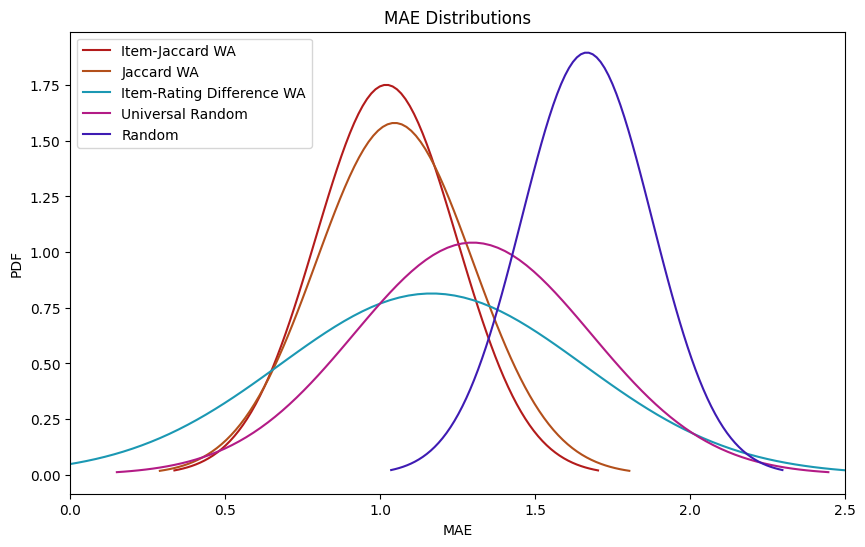 MAE Distributions
Item-Jaccard WA
Jaccard WA
Item-Rating Difference WA
Universal Random
Random
PDF
1.75
1.50
1.25
1.00
0.75
0.50
0.25
0.00
0.0 0.5 1.0 1.5 2.0 2.5
MAE